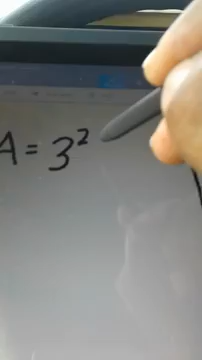 A = 3²